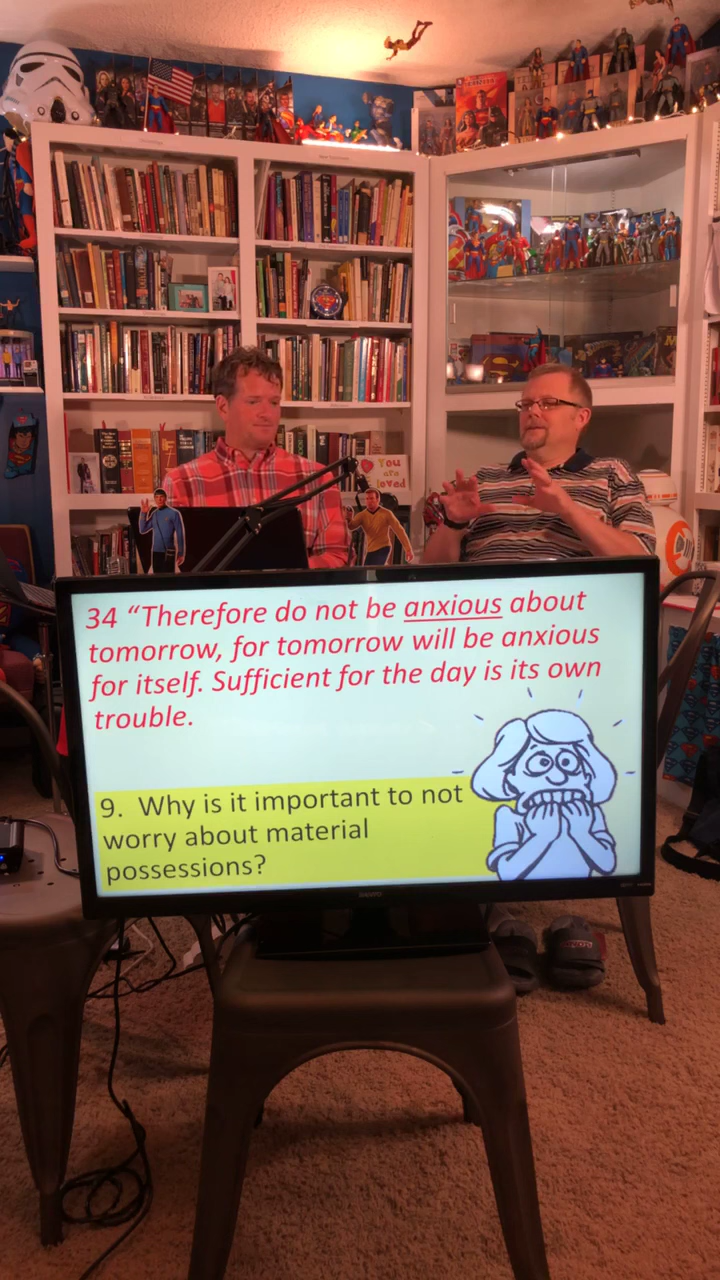 You
are
loved
34 “Therefore do not be anxious about
tomorrow, for tomorrow will be anxious
for itself. Sufficient for the day is its own
trouble.
9. Why is it important to not
worry about material
possessions?